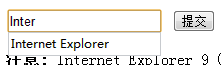 Inter 提交
Internet Explorer
注意：Internet Explorer 9（